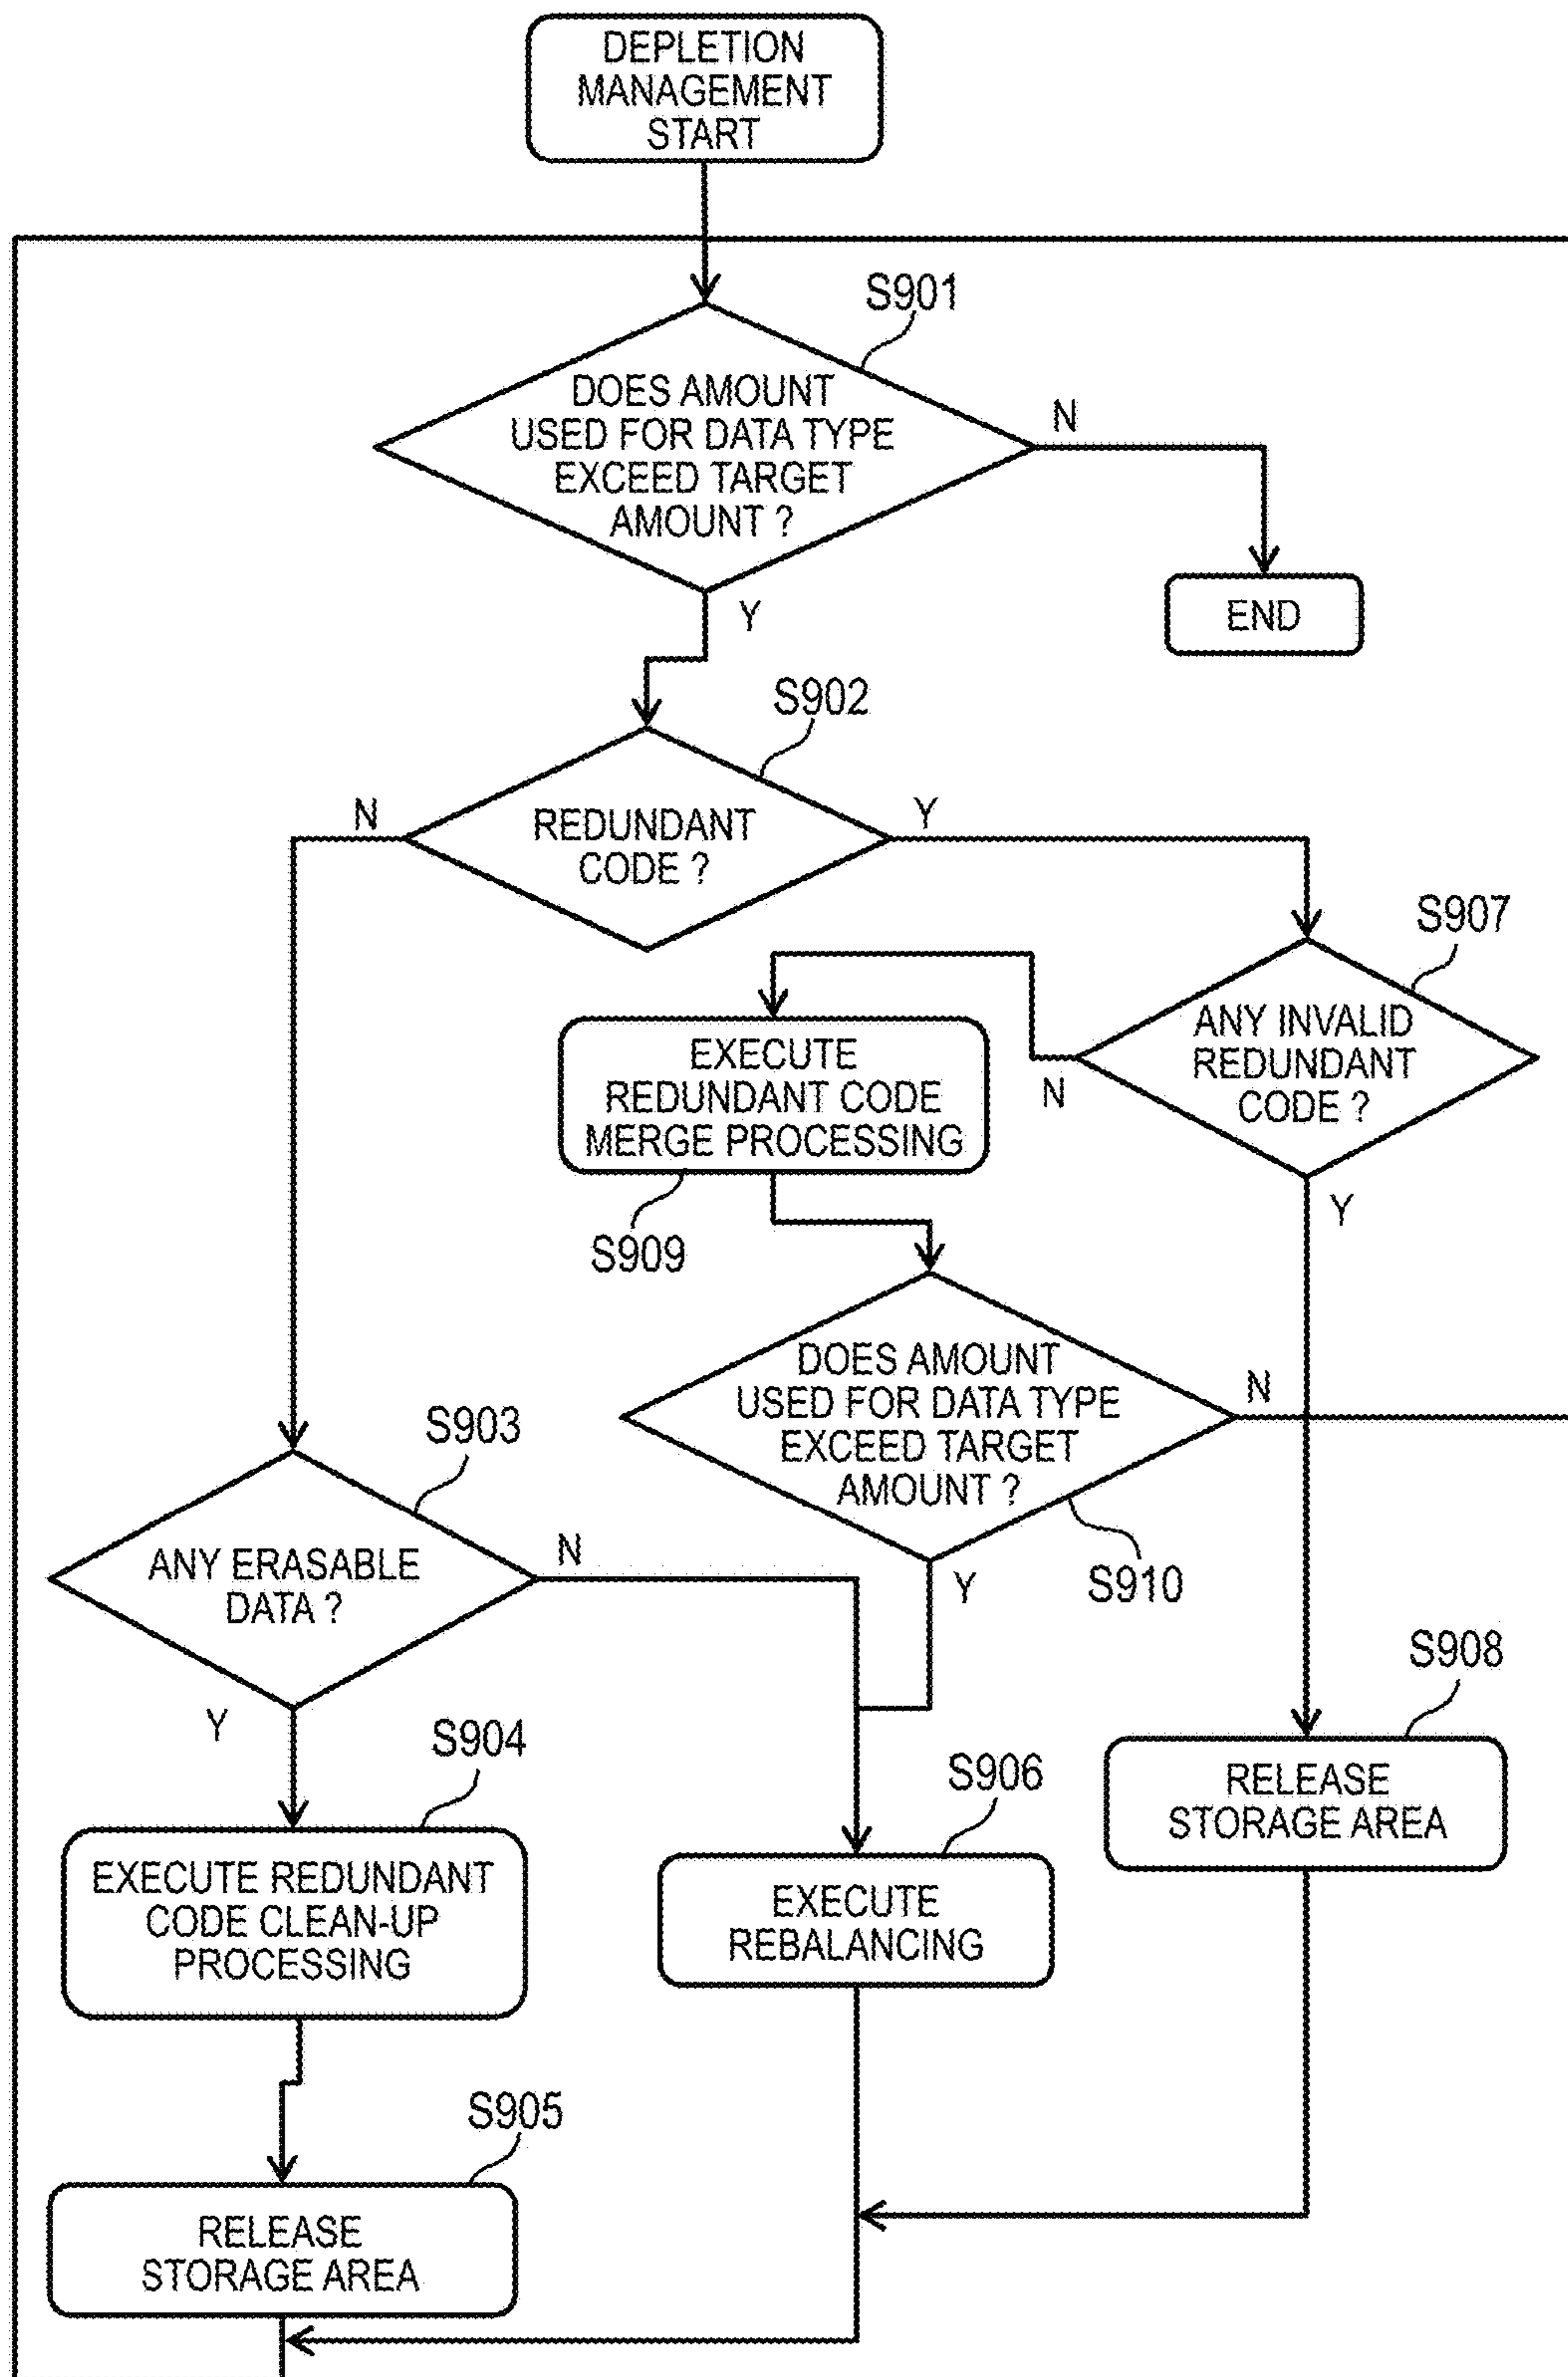 DEPLETION
MANAGEMENT
START
S901
DOES AMOUNT
USED FOR DATA TYPE
EXCEED TARGET
AMOUNT ?
N
Y
END
S902
REDUNDANT
CODE ?
N
Y
S907
ANY INVALID
REDUNDANT
CODE ?
N
Y
EXECUTE
REDUNDANT CODE
MERGE PROCESSING
S909
DOES AMOUNT
USED FOR DATA TYPE
EXCEED TARGET
AMOUNT ?
N
Y
S910
S903
ANY ERASABLE
DATA ?
N
Y
S904
EXECUTE REDUNDANT
CODE CLEAN-UP
PROCESSING
S906
EXECUTE
REBALANCING
S908
RELEASE
STORAGE AREA
S905
RELEASE
STORAGE AREA